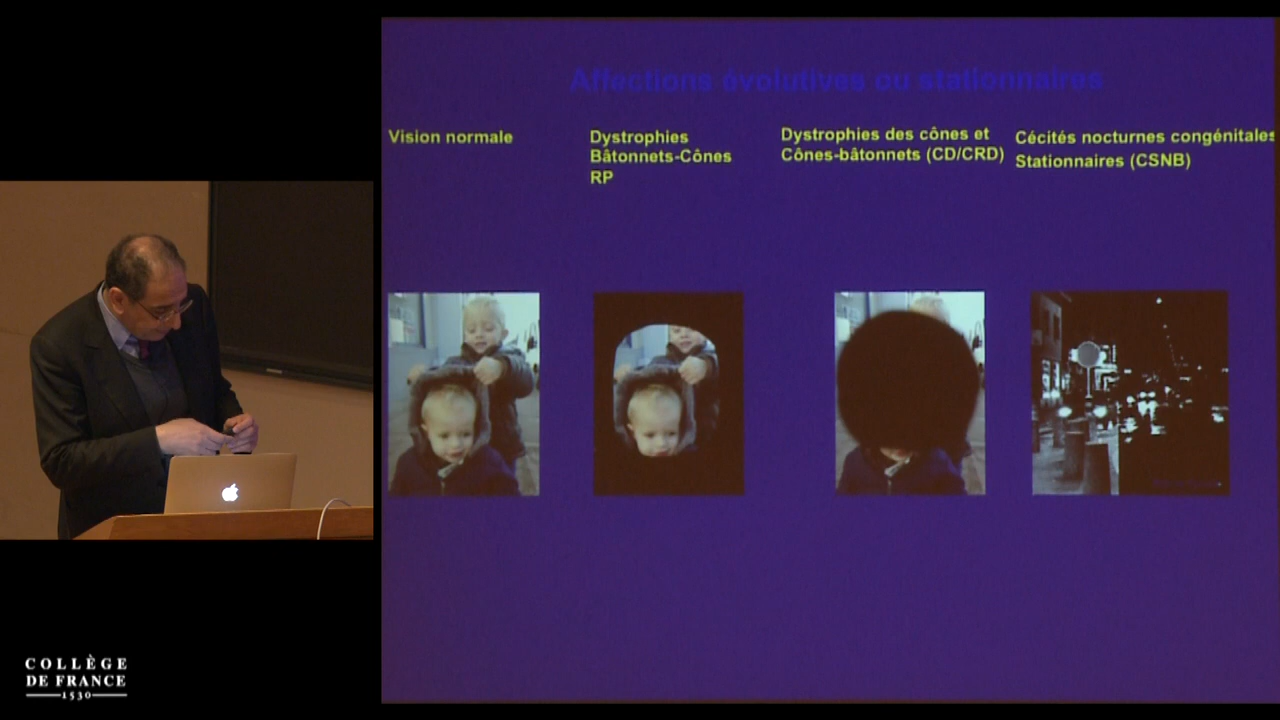 Affections évolutives ou stationnaires
Vision normale
Dystrophies
Bâtonnets-Cônes
RP
Dystrophies des cônes et
Cônes-bâtonnets (CD/CRD)
Cécités nocturnes congénitales
Stationnaires (CSNB)
COLLÈGE
DE FRANCE
1530